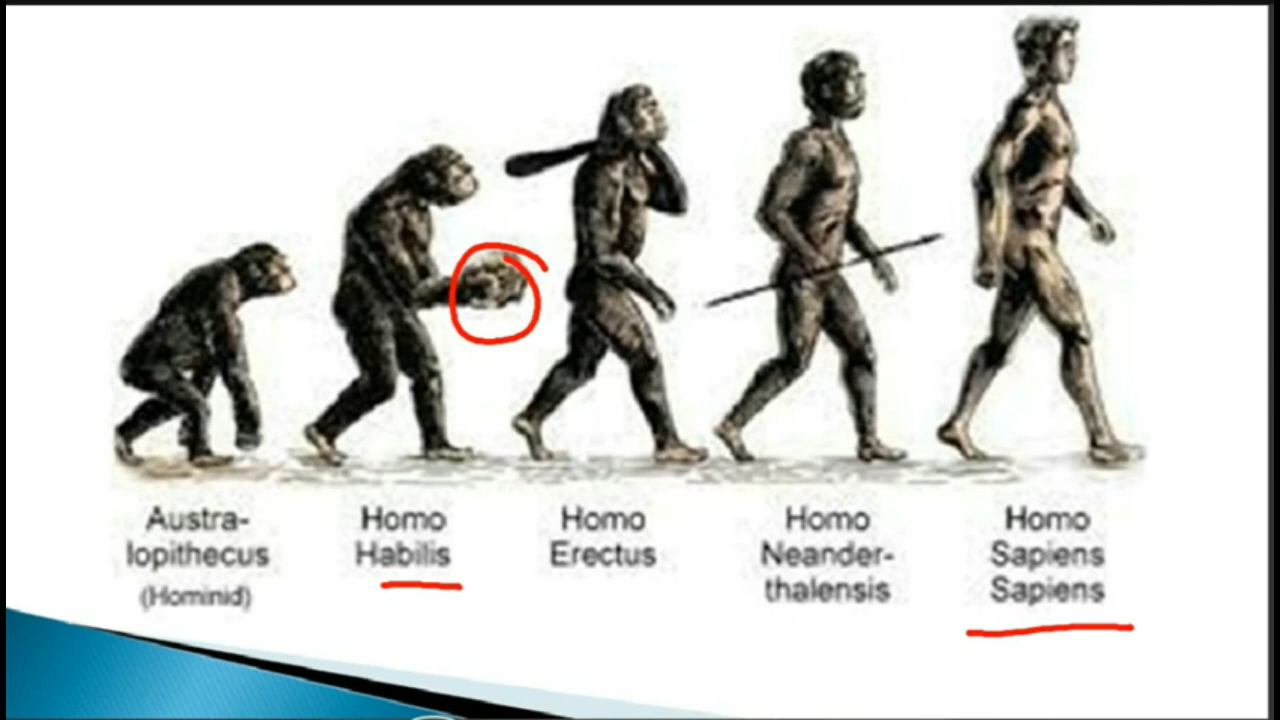 Austra-
lopithecus
(Hominid)
Homo
Habilis
Homo
Erectus
Homo
Neander-
thalensis
Homo
Sapiens
Sapiens